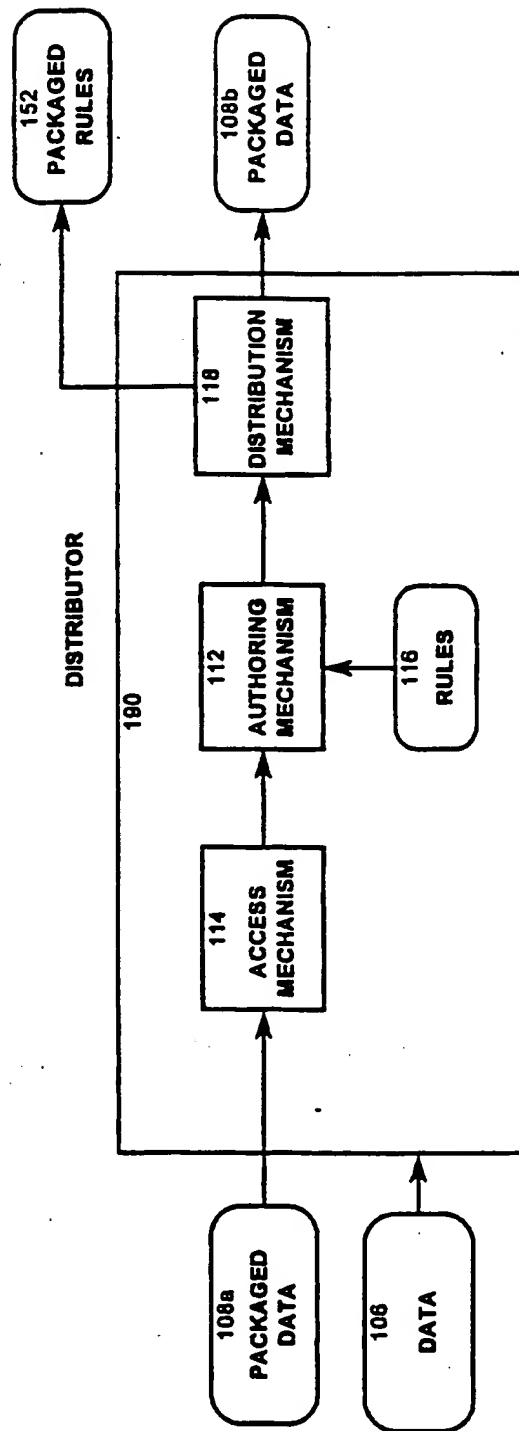 152
PACKAGED
RULES
DISTRIBUTOR
190
108a
PACKAGED
DATA
114
ACCESS
MECHANISM
112
AUTHORING
MECHANISM
118
DISTRIBUTION
MECHANISM
108b
PACKAGED
DATA
106
DATA
116
RULES